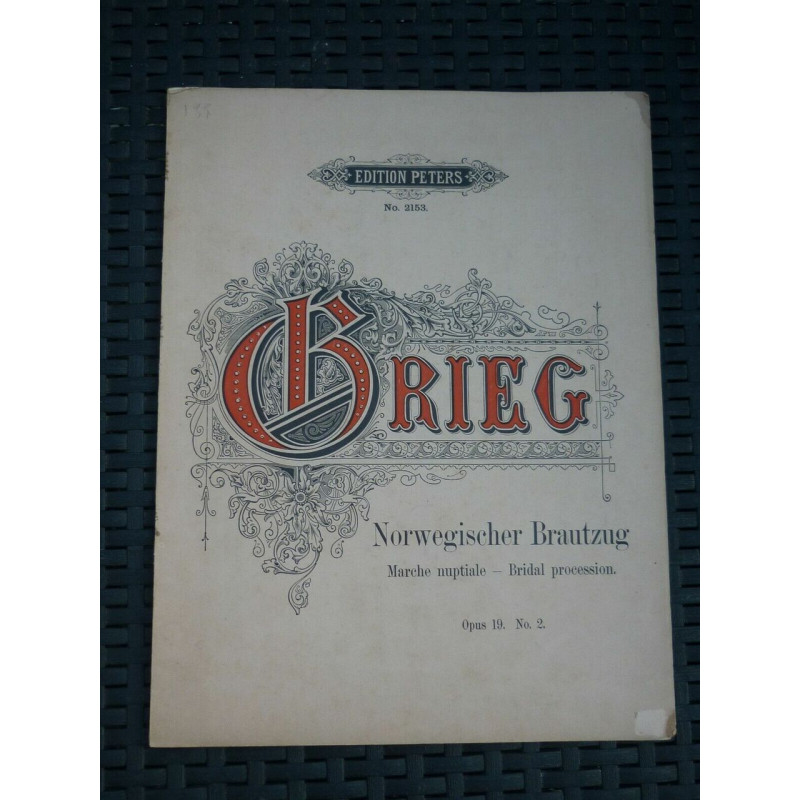 EDITION PETERS
No. 2153.
GRIEG
Norwegischer Brautzug
Marche nuptiale — Bridal procession.
Opus 19. No. 2.